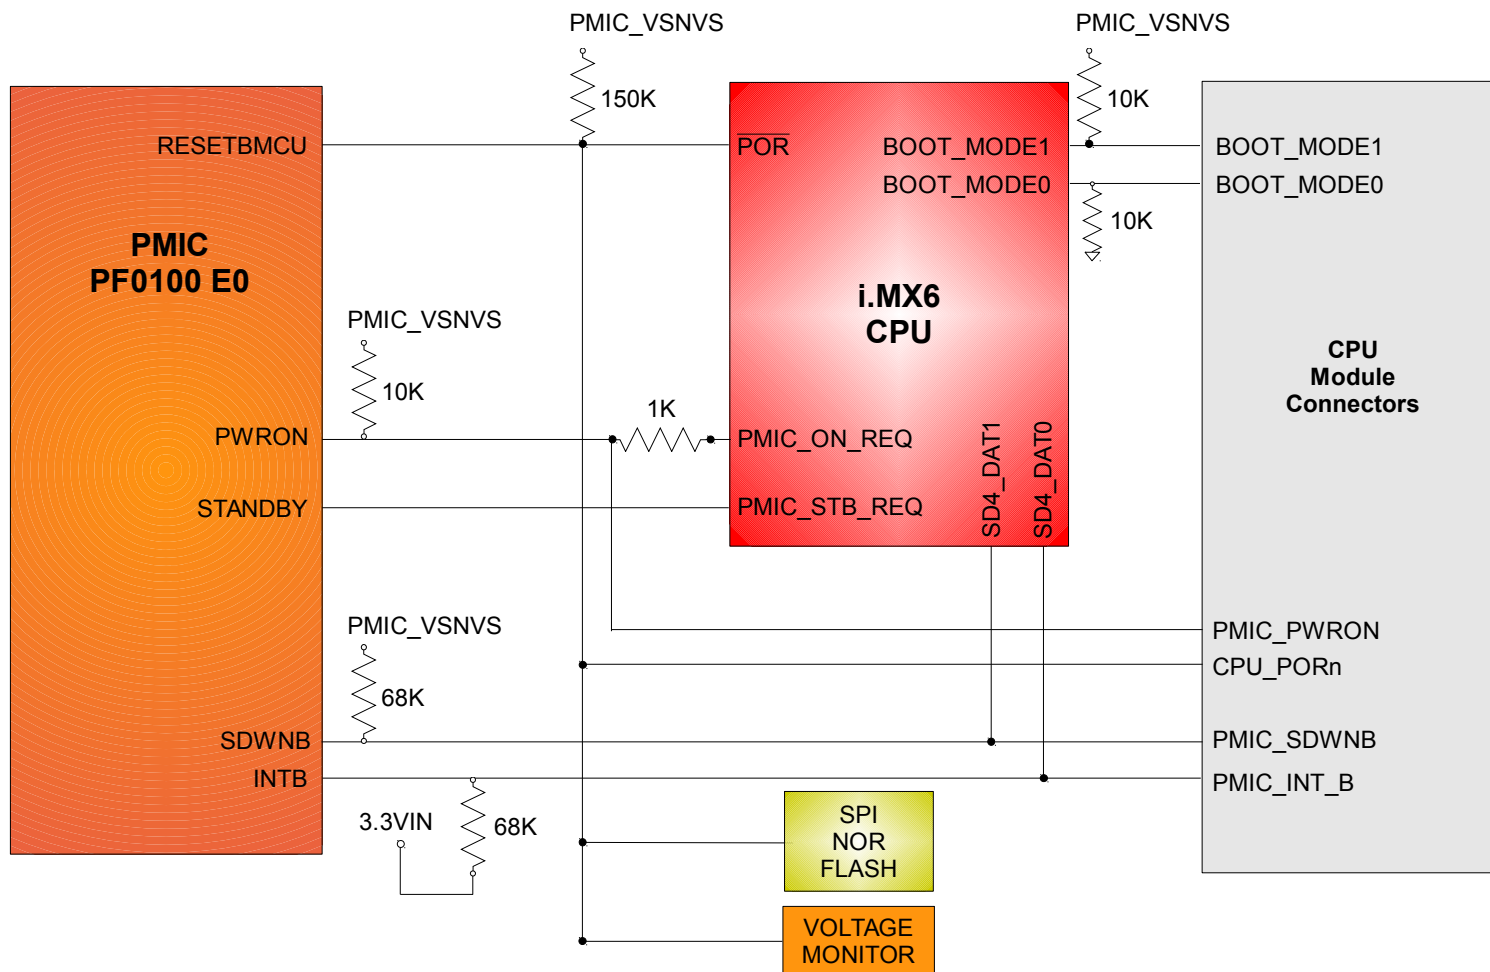 PMIC_VSNVS
PMIC_VSNVS
150K
10K
RESETBMCU
POR
BOOT_MODE1
BOOT_MODE1
BOOT_MODE0
BOOT_MODE0
10K
PMIC
PF0100 E0
i.MX6
CPU
PMIC_VSNVS
10K
CPU
Module
Connectors
1K
PWRON
PMIC_ON_REQ
STANDBY
PMIC_STB_REQ
SD4_DAT1
SD4_DAT0
PMIC_VSNVS
68K
PMIC_PWRON
CPU_PORn
SDWNB
PMIC_SDWNB
INTB
PMIC_INT_B
3.3VIN
68K
SPI
NOR
FLASH
VOLTAGE
MONITOR